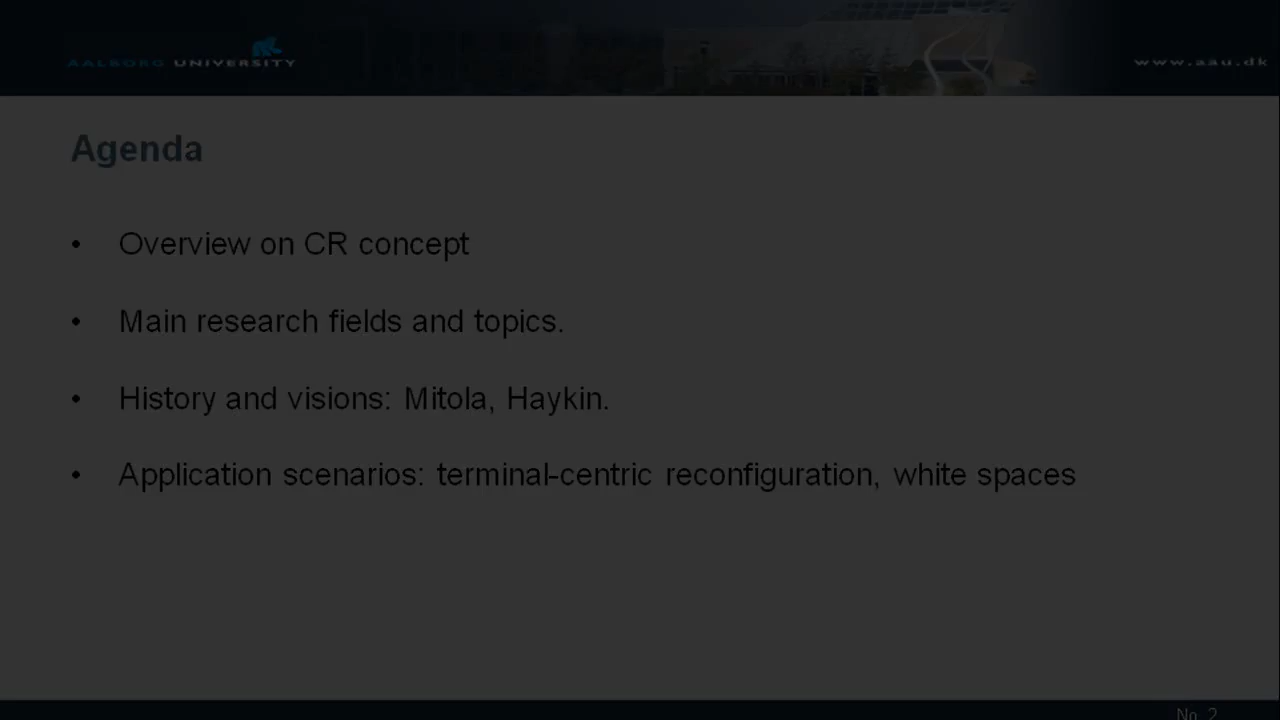 AALBORG UNIVERSITY
www.aau.dk
Agenda
• Overview on CR concept
• Main research fields and topics.
• History and visions: Mitola, Haykin.
• Application scenarios: terminal-centric reconfiguration, white spaces
No. 2